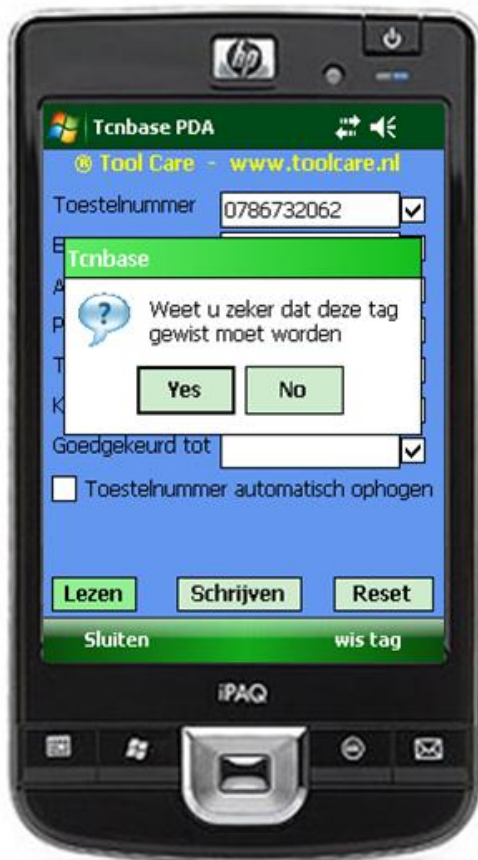 hp
Tcnbase PDA
® Tool Care - www.toolcare.nl
Toestelnummer 0786732062
Tcnbase
Weet u zeker dat deze tag
gewist moet worden
Yes No
Goedgekeurd tot
Toestelnummer automatisch ophogen
Lezen Schrijven Reset
Sluiten wis tag
iPAQ